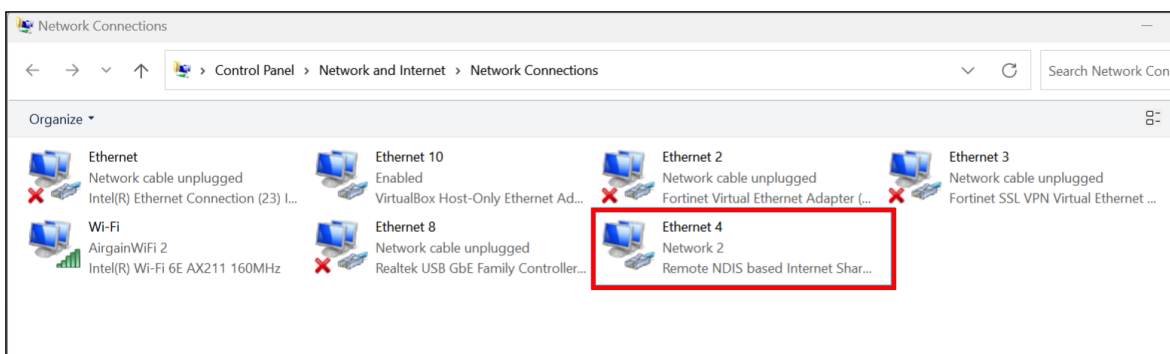 Network Connections
Control Panel > Network and Internet > Network Connections
Search Network Con
Organize
Ethernet
Network cable unplugged
Intel(R) Ethernet Connection (23) I...
Ethernet 10
Enabled
VirtualBox Host-Only Ethernet Ad...
Ethernet 2
Network cable unplugged
Fortinet Virtual Ethernet Adapter (...
Ethernet 3
Network cable unplugged
Fortinet SSL VPN Virtual Ethernet ...
Wi-Fi
AirgainWiFi 2
Intel(R) Wi-Fi 6E AX211 160MHz
Ethernet 8
Network cable unplugged
Realtek USB GbE Family Controller...
Ethernet 4
Network 2
Remote NDIS based Internet Shar...